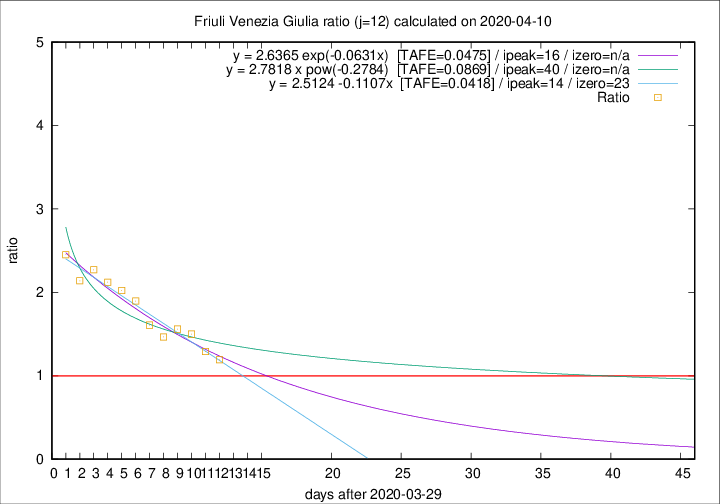 Friuli Venezia Giulia ratio (j=12) calculated on 2020-04-10
y = 2.6365 exp(-0.0631x) [TAFE=0.0475] / ipeak=16 / izero=n/a
y = 2.7818 x pow(-0.2784) [TAFE=0.0869] / ipeak=40 / izero=n/a
y = 2.5124 -0.1107x [TAFE=0.0418] / ipeak=14 / izero=23
Ratio
5
4
3
2
1
0
ratio
0 1 2 3 4 5 6 7 8 9 10 11 12 13 14 15 20 25 30 35 40 45
days after 2020-03-29